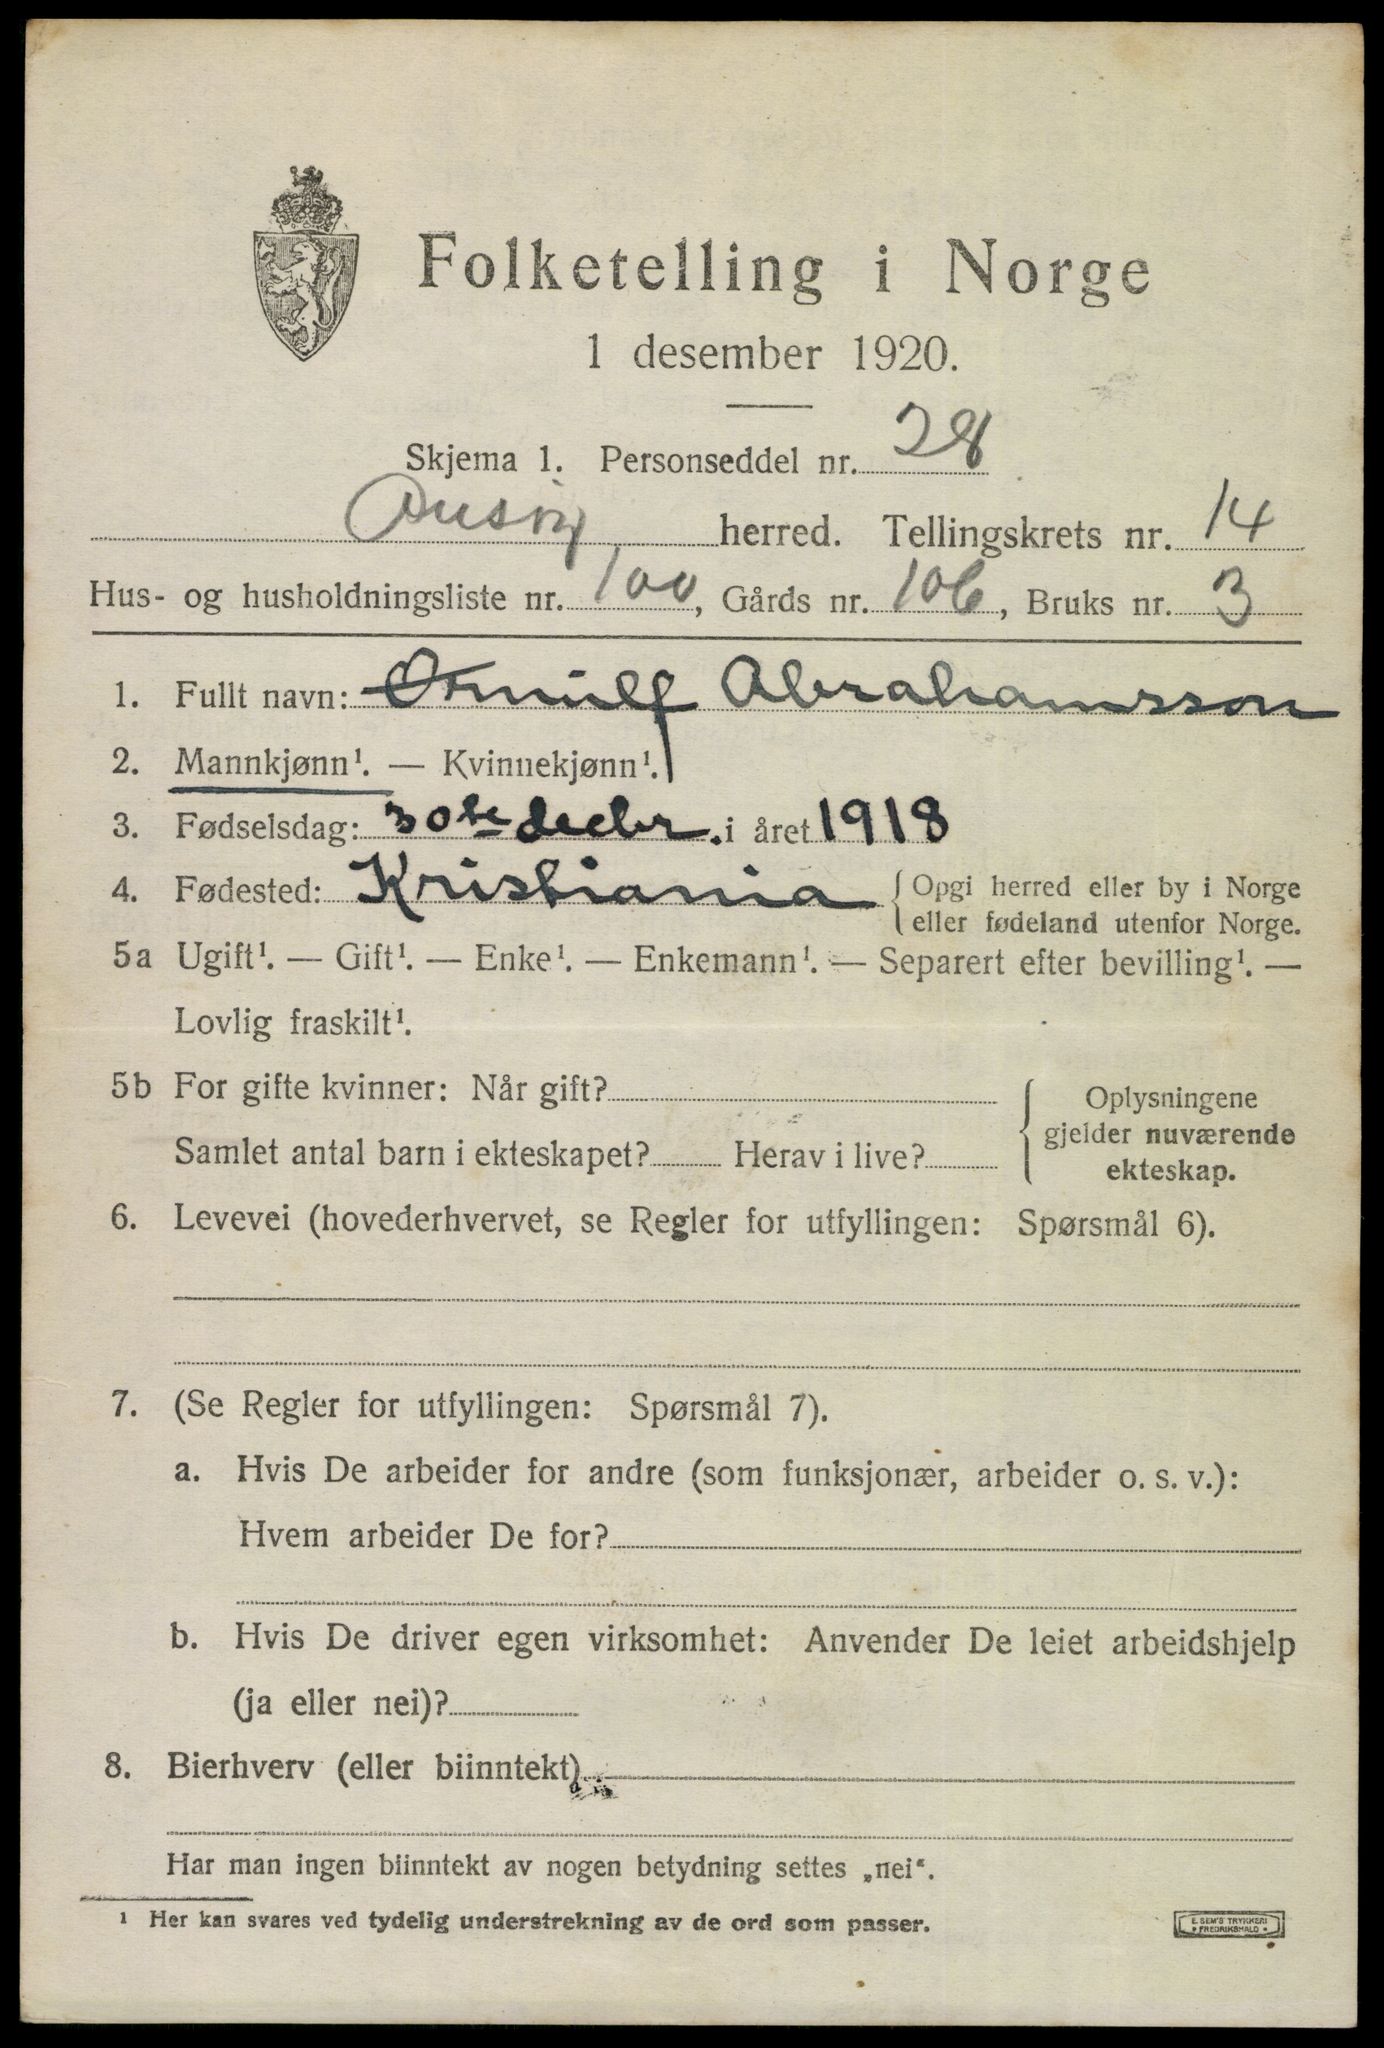 Folketelling i Norge
1 desember 1920.
Skjema 1. Personseddel nr. 28
herred. Tellingskrets nr. 14
Hus- og husholdningsliste nr. 100, Gårds nr. 106, Bruks nr. 3
1. Fullt navn: Ørnulf Abrahamsson
2. Mannkjønn¹. — Kvinnekjønn¹.
3. Fødselsdag: 30te decbr. i året 1918
4. Fødested: Kristiania { Opgi herred eller by i Norge
eller fødeland utenfor Norge.
5a Ugift¹. — Gift¹. — Enke¹. — Enkemann¹. — Separert efter bevilling¹. —
Lovlig fraskilt¹.
5b For gifte kvinner: Når gift?
Samlet antal barn i ekteskapet? Herav i live?
{ Oplysningene
gjelder nuværende
ekteskap.
6. Levevei (hovederhvervet, se Regler for utfyllingen: Spørsmål 6).
7. (Se Regler for utfyllingen: Spørsmål 7).
a. Hvis De arbeider for andre (som funksjonær, arbeider o. s. v.):
Hvem arbeider De for?
b. Hvis De driver egen virksomhet: Anvender De leiet arbeidshjelp
(ja eller nei)?
8. Bierhverv (eller biinntekt)
Har man ingen biinntekt av nogen betydning settes „nei“.
¹ Her kan svares ved tydelig understrekning av de ord som passer.
E. SEM'S TRYKKERI
• FREDRIKSHALD •